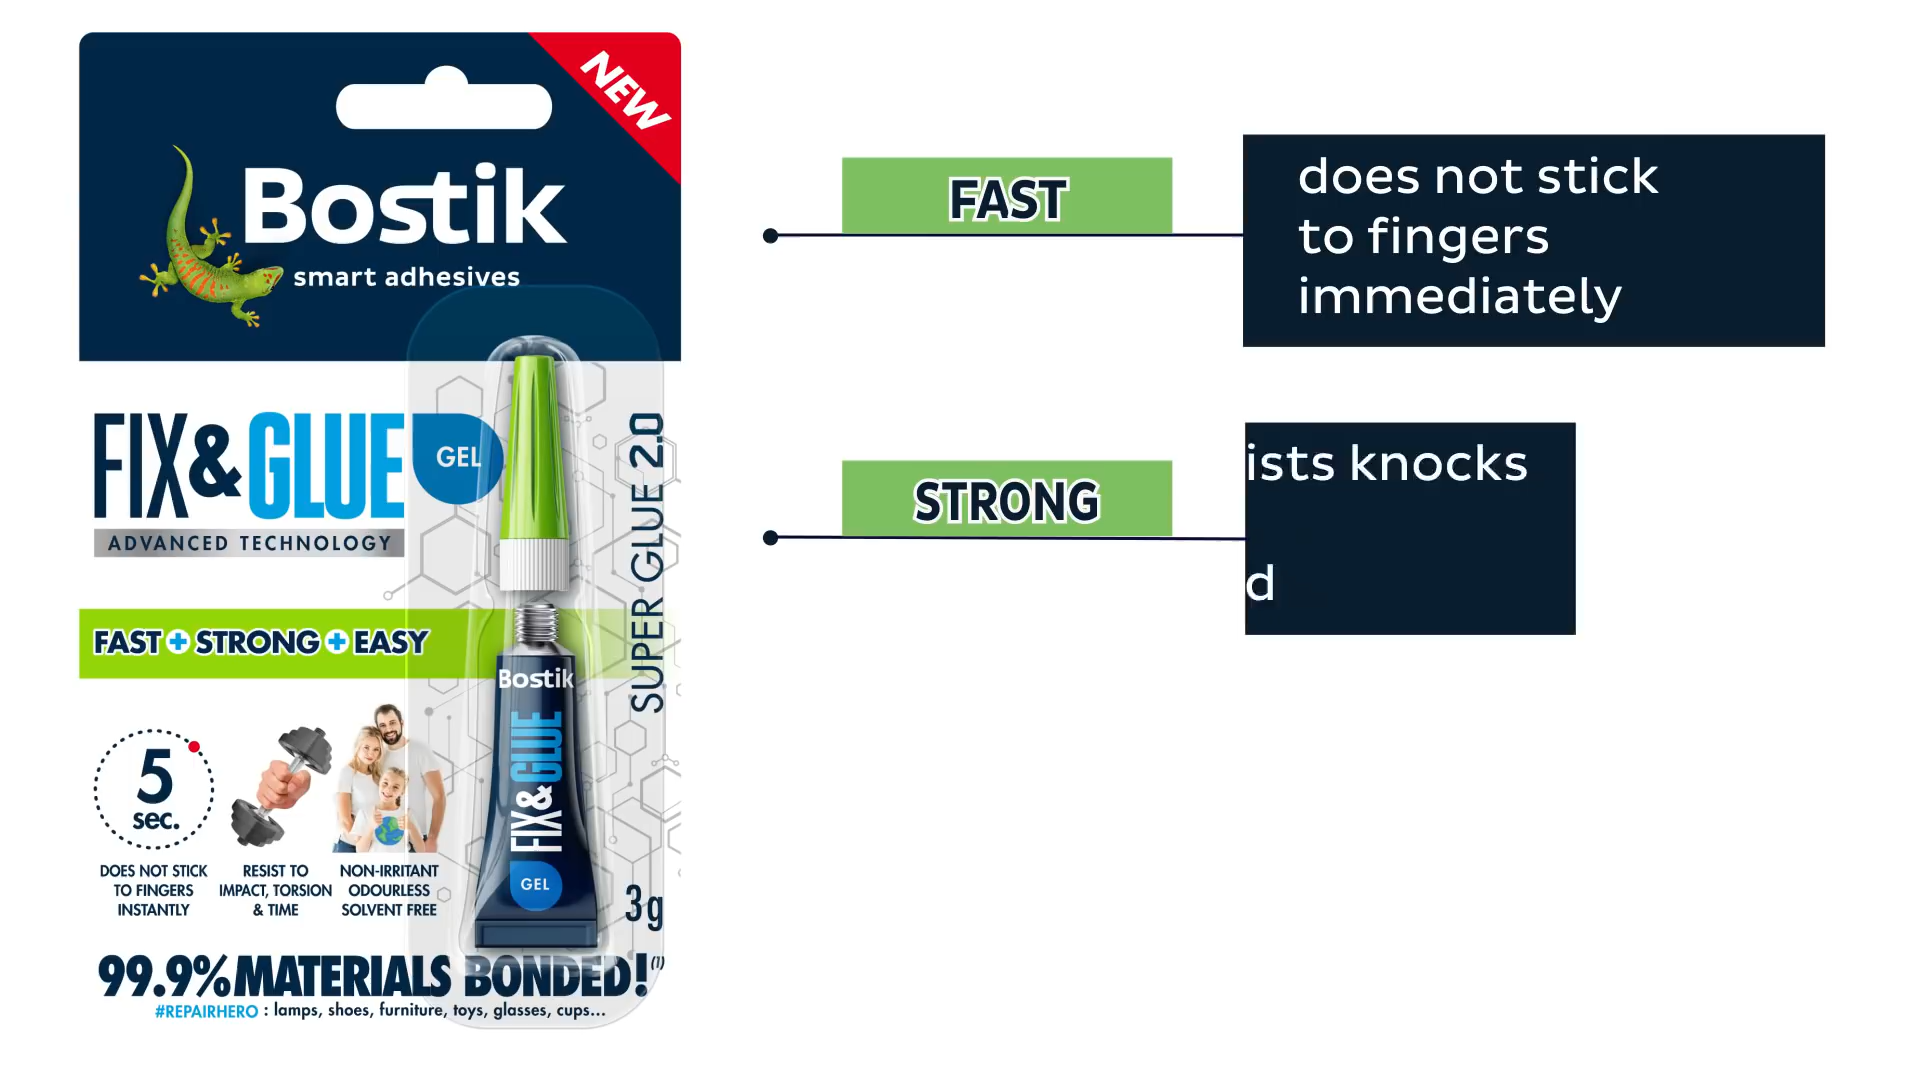 NEW
Bostik
smart adhesives
FIX&GLUE
GEL
ADVANCED TECHNOLOGY
SUPER GLUE 2.0
FAST + STRONG + EASY
Bostik
FIX&GLUE
GEL
5
sec.
DOES NOT STICK
TO FINGERS
INSTANTLY
RESIST TO
IMPACT, TORSION
& TIME
NON-IRRITANT
ODOURLESS
SOLVENT FREE
3g
99.9% MATERIALS BONDED! (1)
#REPAIRHERO : lamps, shoes, furniture, toys, glasses, cups...
FAST
does not stick
to fingers
immediately
STRONG
ists knocks
d